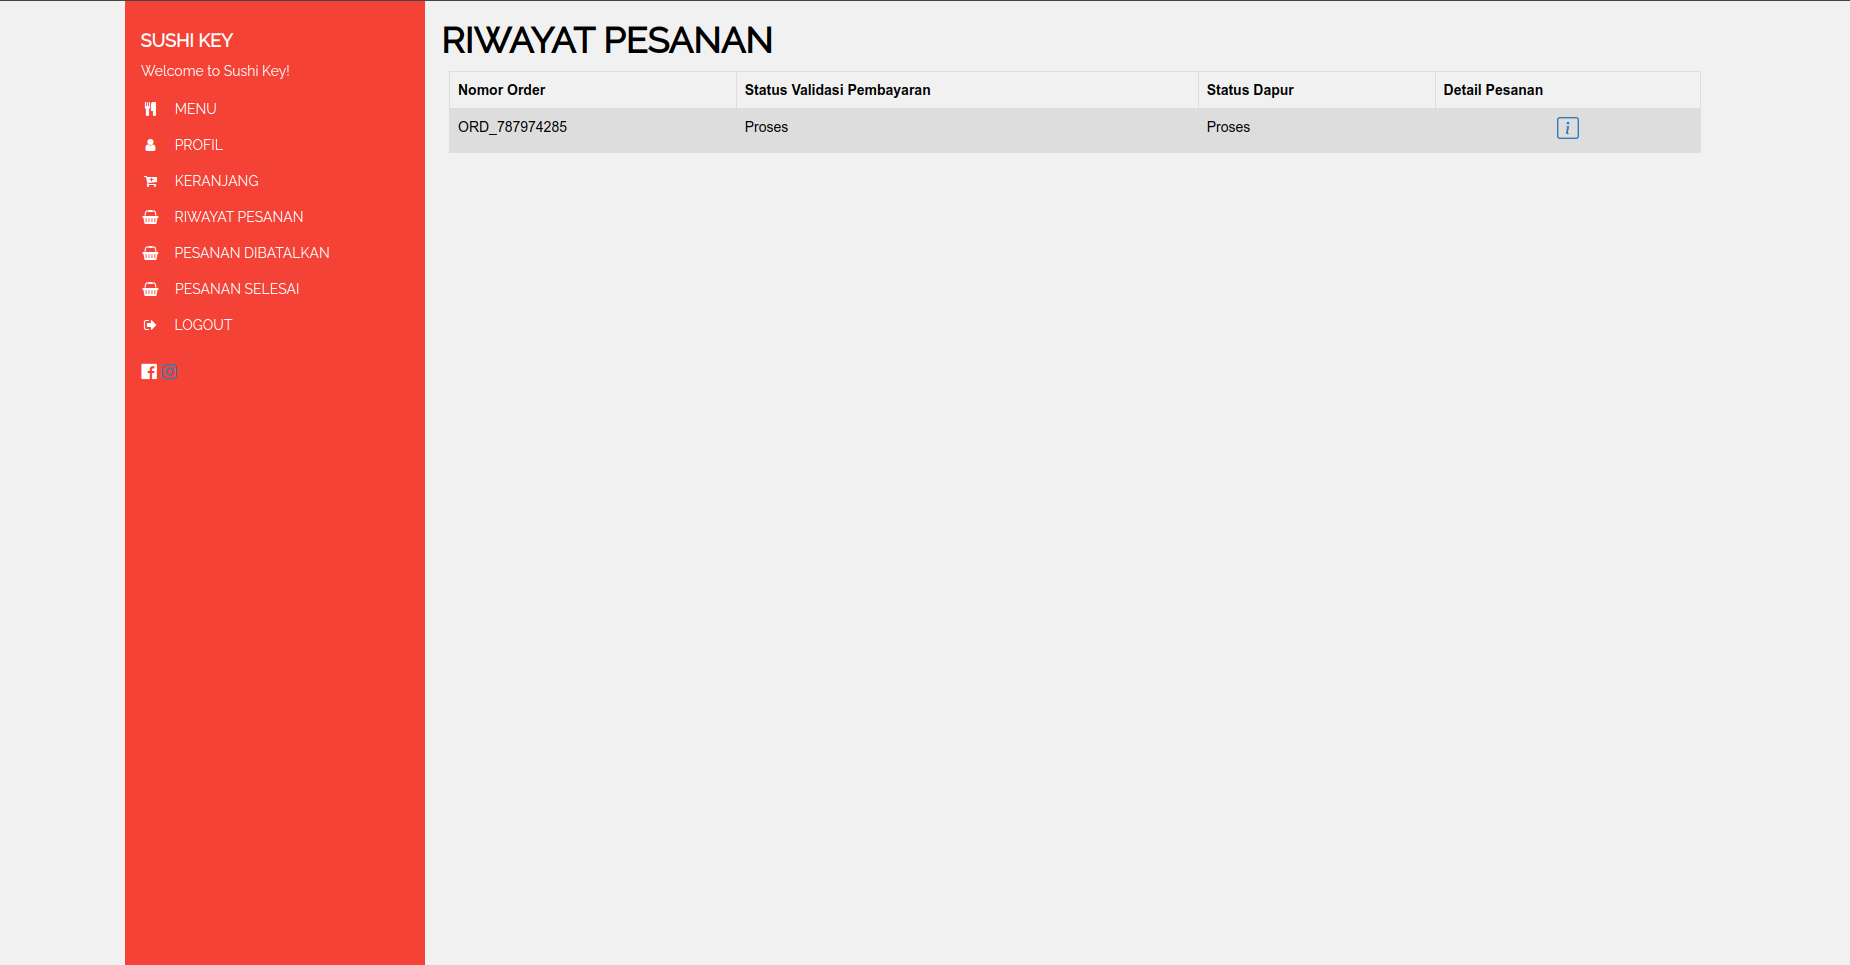 SUSHI KEY
Welcome to Sushi Key!
MENU
PROFIL
KERANJANG
RIWAYAT PESANAN
PESANAN DIBATALKAN
PESANAN SELESAI
LOGOUT
RIWAYAT PESANAN
Nomor Order Status Validasi Pembayaran Status Dapur Detail Pesanan
ORD_787974285 Proses Proses i